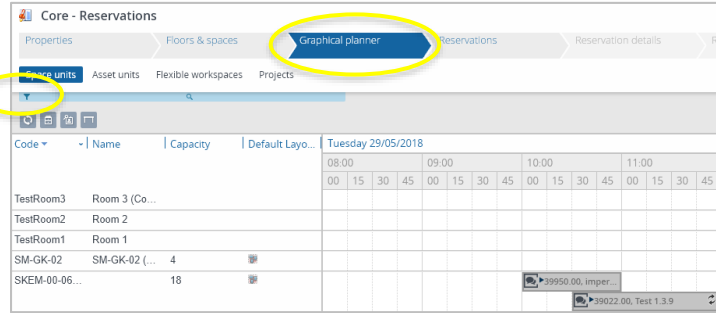 Core - Reservations
Properties Floors & spaces Graphical planner Reservations Reservation details R
Space units Asset units Flexible workspaces Projects
Code Name Capacity Default Layo... Tuesday 29/05/2018
08:00 09:00 10:00 11:00
00 15 30 45 00 15 30 45 00 15 30 45 00 15 30 45
TestRoom3 Room 3 (Co...
TestRoom2 Room 2
TestRoom1 Room 1
SM-GK-02 SM-GK-02 (... 4
SKEM-00-06... 18 39950.00, imper...
39022.00, Test 1.3.9